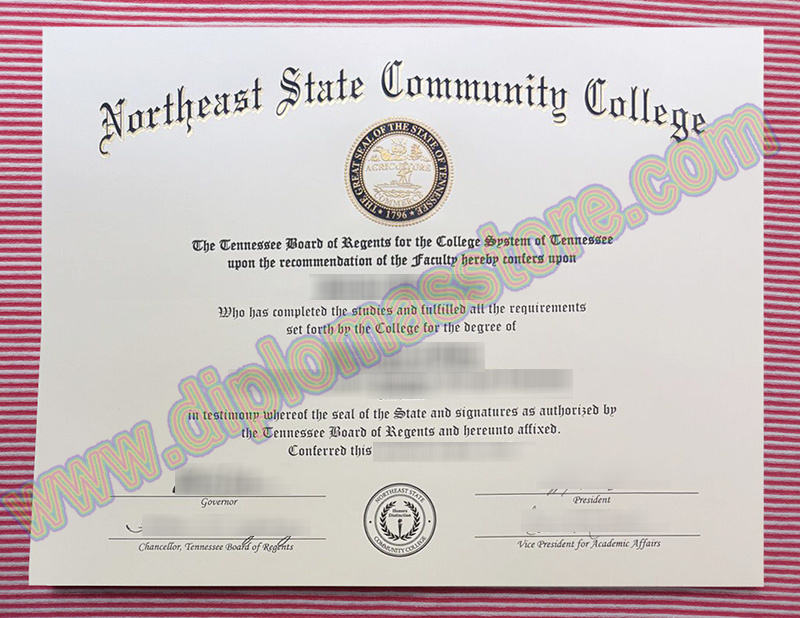 Northeast State Community College
THE GREAT SEAL OF THE STATE OF TENNESSEE
AGRICULTURE
COMMERCE
1796
The Tennessee Board of Regents for the College System of Tennessee
upon the recommendation of the Faculty hereby confers upon
Who has completed the studies and fulfilled all the requirements
set forth by the College for the degree of
in testimony whereof the seal of the State and signatures as authorized by
the Tennessee Board of Regents and hereunto affixed.
Conferred this
Governor
President
Chancellor, Tennessee Board of Regents
Vice President for Academic Affairs
NORTHEAST STATE
Honors
Distinction
COMMUNITY COLLEGE
www.diplomasstore.com